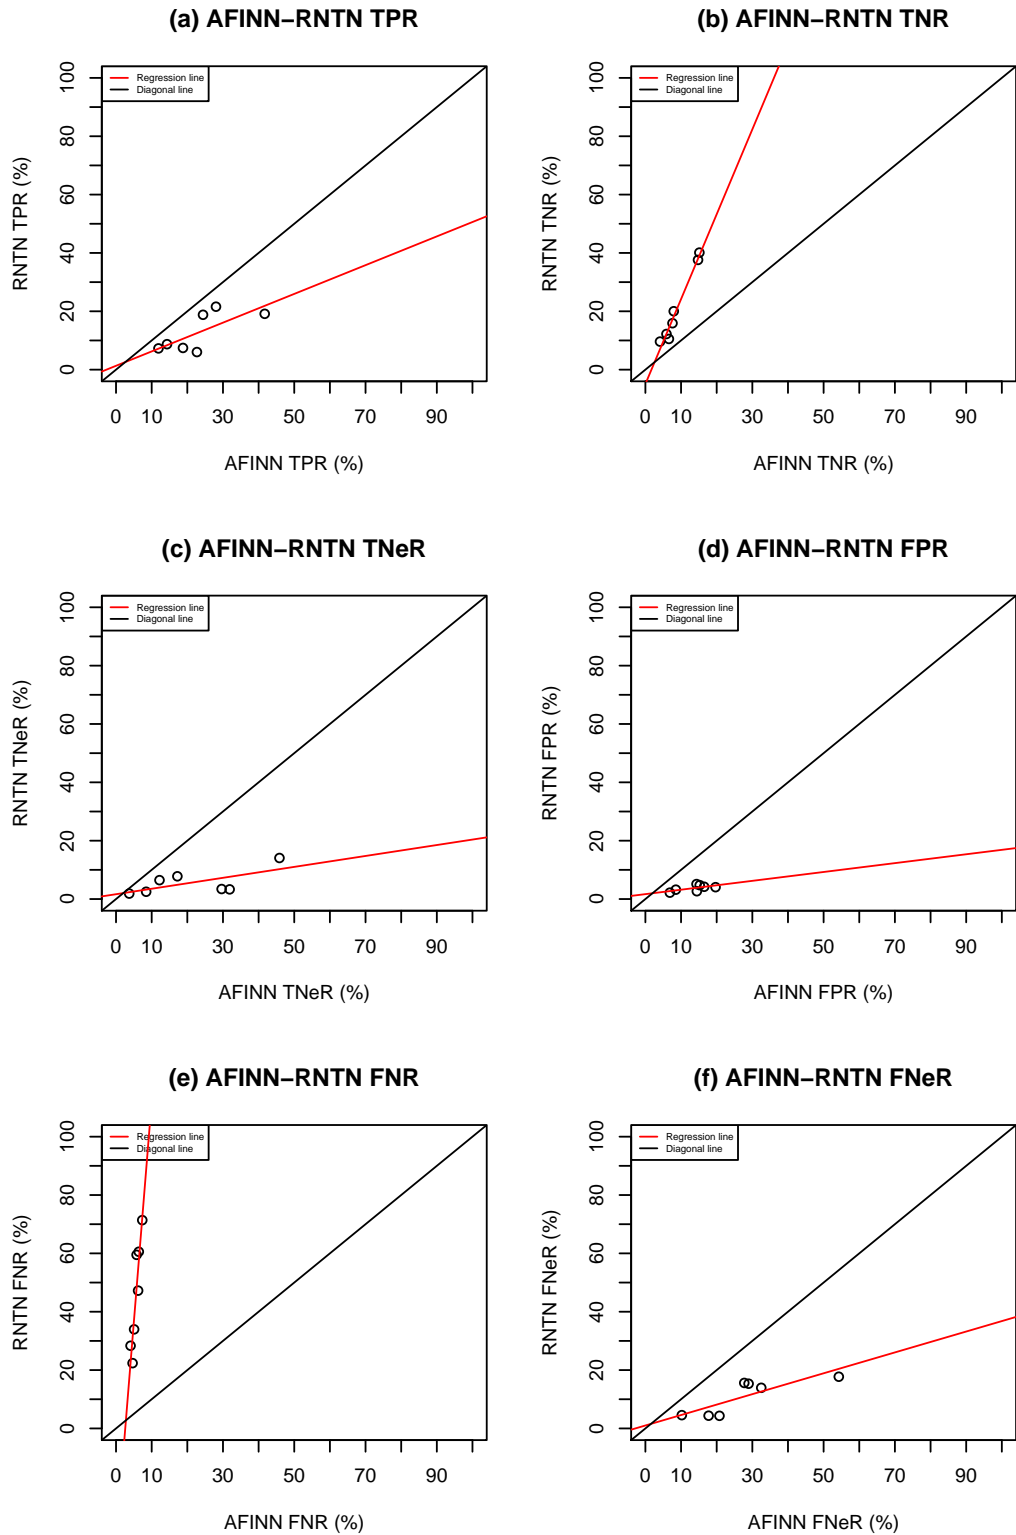 (a) AFINN−RNTN TPR
Regression line
Diagonal line
RNTN TPR (%)
0 20 40 60 80 100
0 10 30 50 70 90
AFINN TPR (%)
(b) AFINN−RNTN TNR
Regression line
Diagonal line
RNTN TNR (%)
0 20 40 60 80 100
0 10 30 50 70 90
AFINN TNR (%)
(c) AFINN−RNTN TNeR
Regression line
Diagonal line
RNTN TNeR (%)
0 20 40 60 80 100
0 10 30 50 70 90
AFINN TNeR (%)
(d) AFINN−RNTN FPR
Regression line
Diagonal line
RNTN FPR (%)
0 20 40 60 80 100
0 10 30 50 70 90
AFINN FPR (%)
(e) AFINN−RNTN FNR
Regression line
Diagonal line
RNTN FNR (%)
0 20 40 60 80 100
0 10 30 50 70 90
AFINN FNR (%)
(f) AFINN−RNTN FNeR
Regression line
Diagonal line
RNTN FNeR (%)
0 20 40 60 80 100
0 10 30 50 70 90
AFINN FNeR (%)